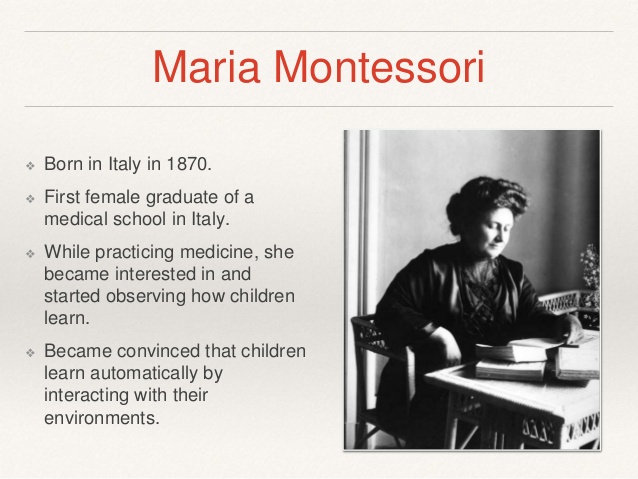 Maria Montessori
❖ Born in Italy in 1870.
❖ First female graduate of a
medical school in Italy.
❖ While practicing medicine, she
became interested in and
started observing how children
learn.
❖ Became convinced that children
learn automatically by
interacting with their
environments.